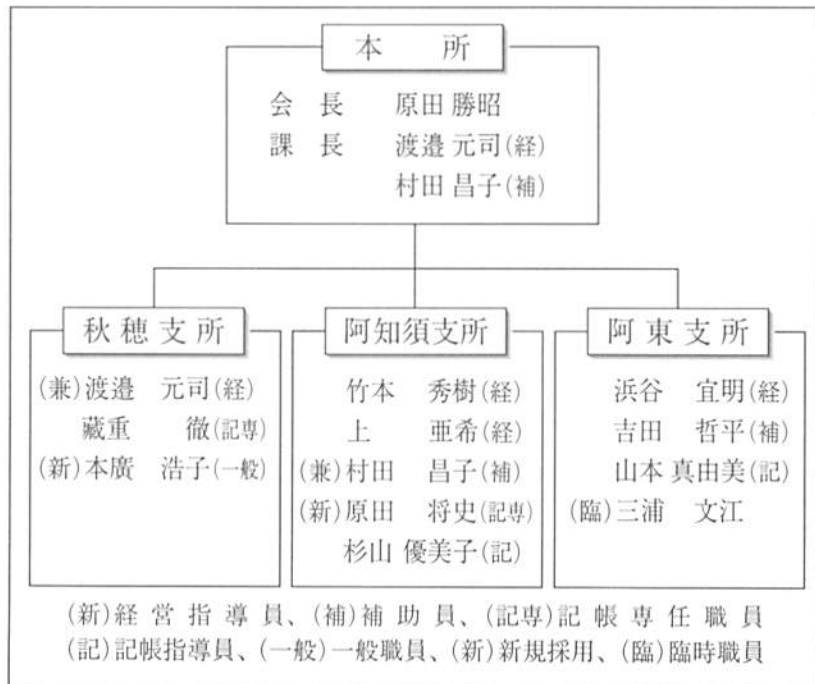 本所
会長 原田 勝昭
課長 渡邉 元司(経)
村田 昌子(補)
秋穂支所
(兼)渡邉 元司(経)
藏重 徹(記専)
(新)本廣 浩子(一般)
阿知須支所
竹本 秀樹(経)
上 亜希(経)
(兼)村田 昌子(補)
(新)原田 将史(記専)
杉山 優美子(記)
阿東支所
浜谷 宜明(経)
吉田 哲平(補)
山本 真由美(記)
(臨)三浦 文江
(新)経営指導員、(補)補助員、(記専)記帳専任職員
(記)記帳指導員、(一般)一般職員、(新)新規採用、(臨)臨時職員